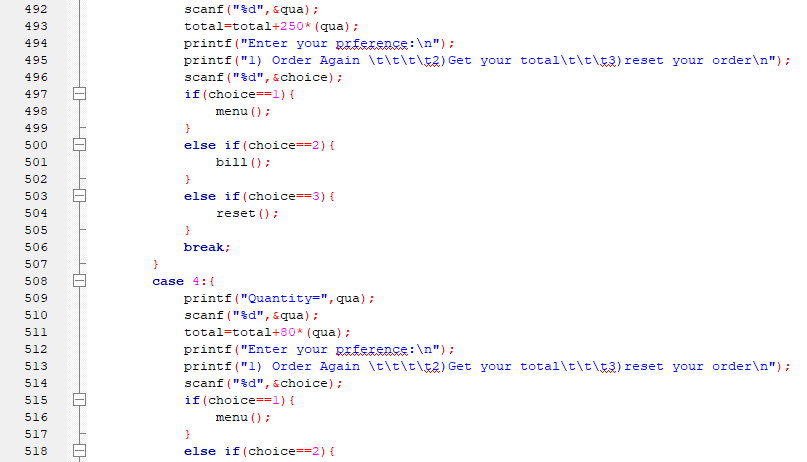 492 scanf("%d",&qua);
493 total=total+250*(qua);
494 printf("Enter your prference:\n");
495 printf("1) Order Again \t\t\t\t2)Get your total\t\t\t3)reset your order\n");
496 scanf("%d",&choice);
497 if(choice==1){
498 menu();
499 }
500 else if(choice==2){
501 bill();
502 }
503 else if(choice==3){
504 reset();
505 }
506 break;
507 }
508 case 4:{
509 printf("Quantity=",qua);
510 scanf("%d",&qua);
511 total=total+80*(qua);
512 printf("Enter your prference:\n");
513 printf("1) Order Again \t\t\t\t2)Get your total\t\t\t3)reset your order\n");
514 scanf("%d",&choice);
515 if(choice==1){
516 menu();
517 }
518 else if(choice==2){